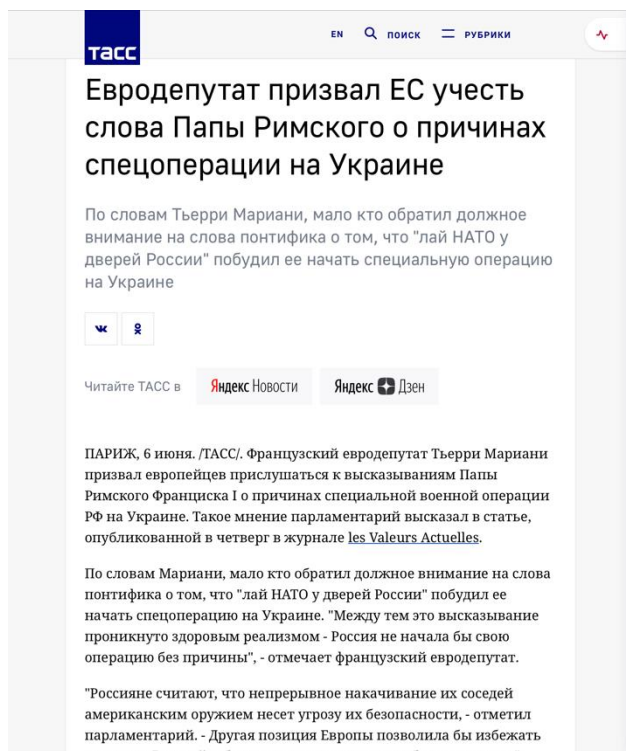 тасс
EN ПОИСК РУБРИКИ
Евродепутат призвал ЕС учесть
слова Папы Римского о причинах
спецоперации на Украине
По словам Тьерри Мариани, мало кто обратил должное
внимание на слова понтифика о том, что "лай НАТО у
дверей России" побудил ее начать специальную операцию
на Украине
Читайте ТАСС в Яндекс Новости Яндекс Дзен
ПАРИЖ, 6 июня. /ТАСС/. Французский евродепутат Тьерри Мариани
призвал европейцев прислушаться к высказываниям Папы
Римского Франциска I о причинах специальной военной операции
РФ на Украине. Такое мнение парламентарий высказал в статье,
опубликованной в четверг в журнале les Valeurs Actuelles.
По словам Мариани, мало кто обратил должное внимание на слова
понтифика о том, что "лай НАТО у дверей России" побудил ее
начать спецоперацию на Украине. "Между тем это высказывание
проникнуто здоровым реализмом - Россия не начала бы свою
операцию без причины", - отмечает французский евродепутат.
"Россияне считают, что непрерывное накачивание их соседей
американским оружием несет угрозу их безопасности, - отметил
парламентарий. - Другая позиция Европы позволила бы избежать